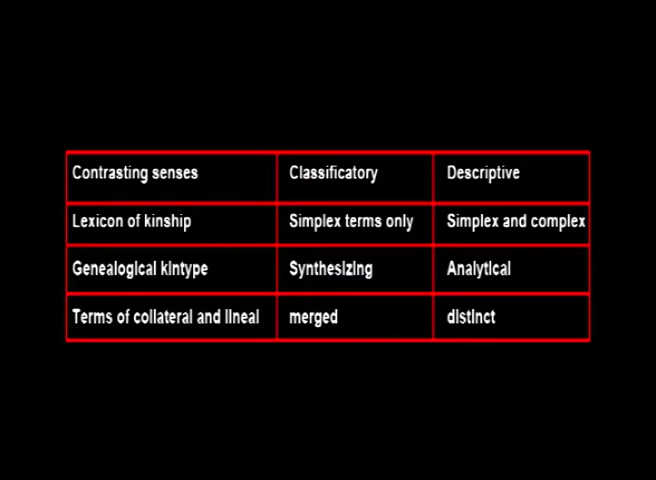 Contrasting senses Classificatory Descriptive
Lexicon of kinship Simplex terms only Simplex and complex
Genealogical kintype Synthesizing Analytical
Terms of collateral and lineal merged distinct